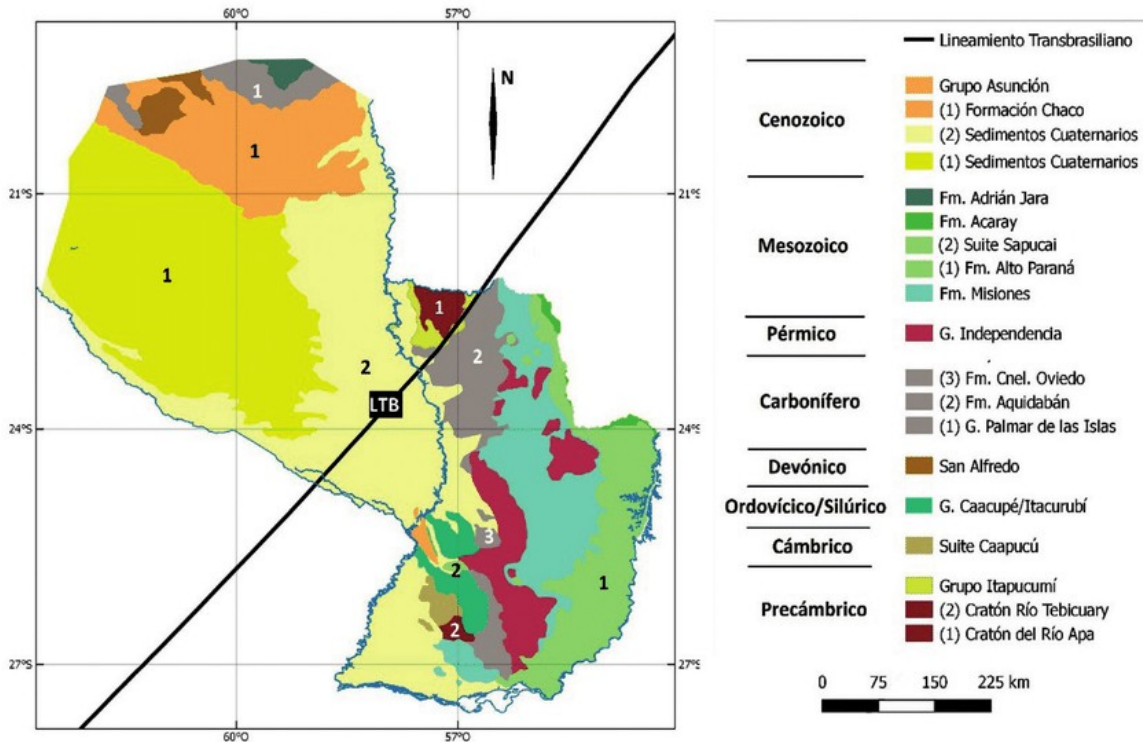 60°O
57°O
N
21°S
24°S
27°S
21°S
24°S
27°S
60°O
57°O
1
1
1
1
2
2
LTB
3
2
2
1
Lineamiento Transbrasiliano
Cenozoico
Grupo Asunción
(1) Formación Chaco
(2) Sedimentos Cuaternarios
(1) Sedimentos Cuaternarios
Mesozoico
Fm. Adrián Jara
Fm. Acaray
(2) Suite Sapucai
(1) Fm. Alto Paraná
Fm. Misiones
Pérmico
G. Independencia
Carbonífero
(3) Fm. Cnel. Oviedo
(2) Fm. Aquidabán
(1) G. Palmar de las Islas
Devónico
San Alfredo
Ordovícico/Silúrico
G. Caacupé/Itacurubí
Cámbrico
Suite Caapucú
Precámbrico
Grupo Itapucumí
(2) Cratón Río Tebicuary
(1) Cratón del Río Apa
0 75 150 225 km